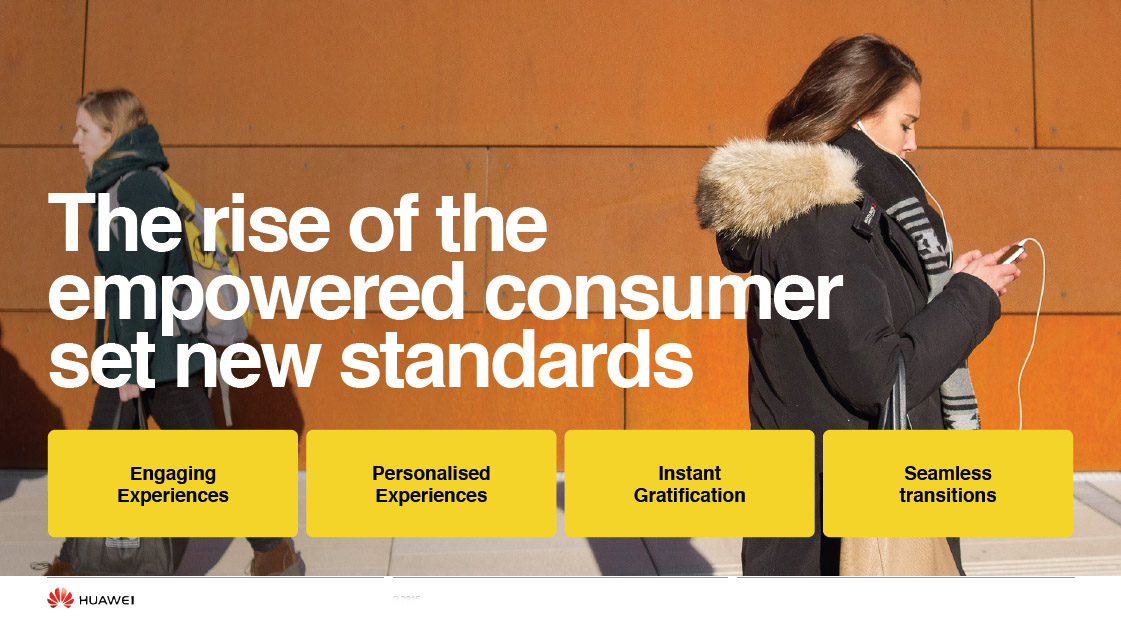 The rise of the
empowered consumer
set new standards
Engaging
Experiences
Personalised
Experiences
Instant
Gratification
Seamless
transitions
HUAWEI